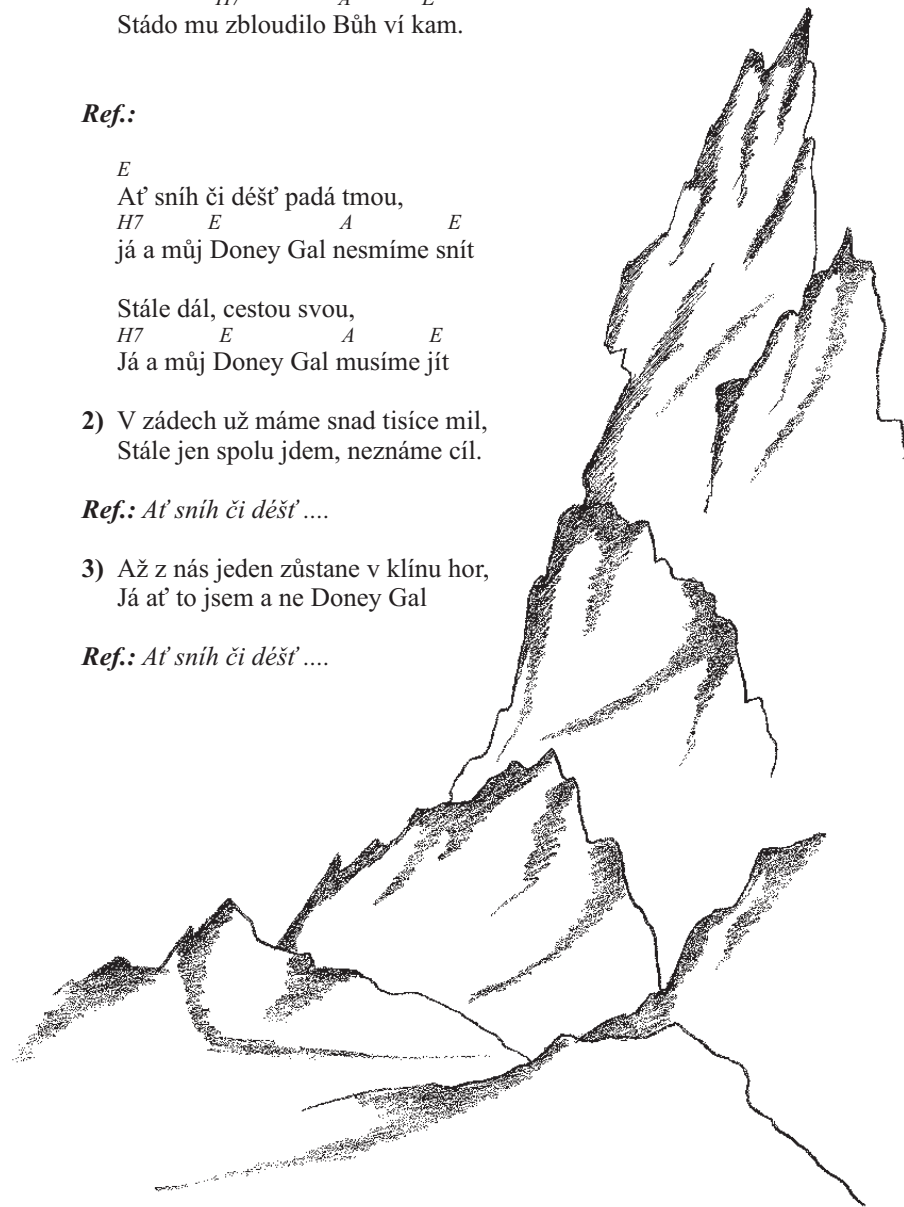 H7 A E
Stádo mu zbloudilo Bůh ví kam.
Ref.:
E
Ať sníh či déšť padá tmou,
H7 E A E
já a můj Doney Gal nesmíme snít
Stále dál, cestou svou,
H7 E A E
Já a můj Doney Gal musíme jít
2) V zádech už máme snad tisíce mil,
Stále jen spolu jdem, neznáme cíl.
Ref.: Ať sníh či déšť ....
3) Až z nás jeden zůstane v klínu hor,
Já ať to jsem a ne Doney Gal
Ref.: Ať sníh či déšť ....